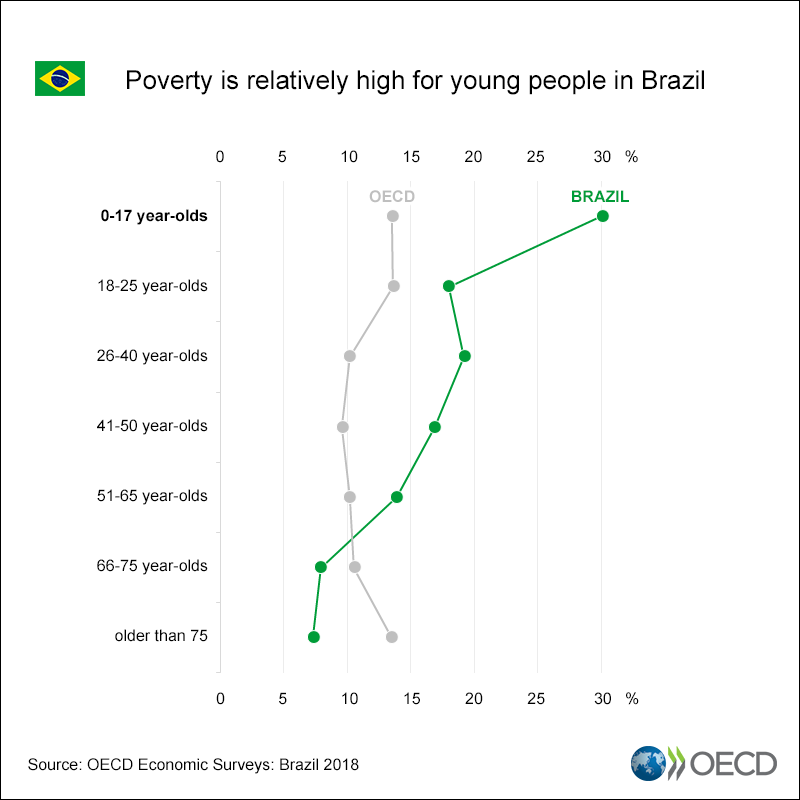 Poverty is relatively high for young people in Brazil
0 5 10 15 20 25 30 %
OECD BRAZIL
0-17 year-olds
18-25 year-olds
26-40 year-olds
41-50 year-olds
51-65 year-olds
66-75 year-olds
older than 75
0 5 10 15 20 25 30 %
Source: OECD Economic Surveys: Brazil 2018
OECD